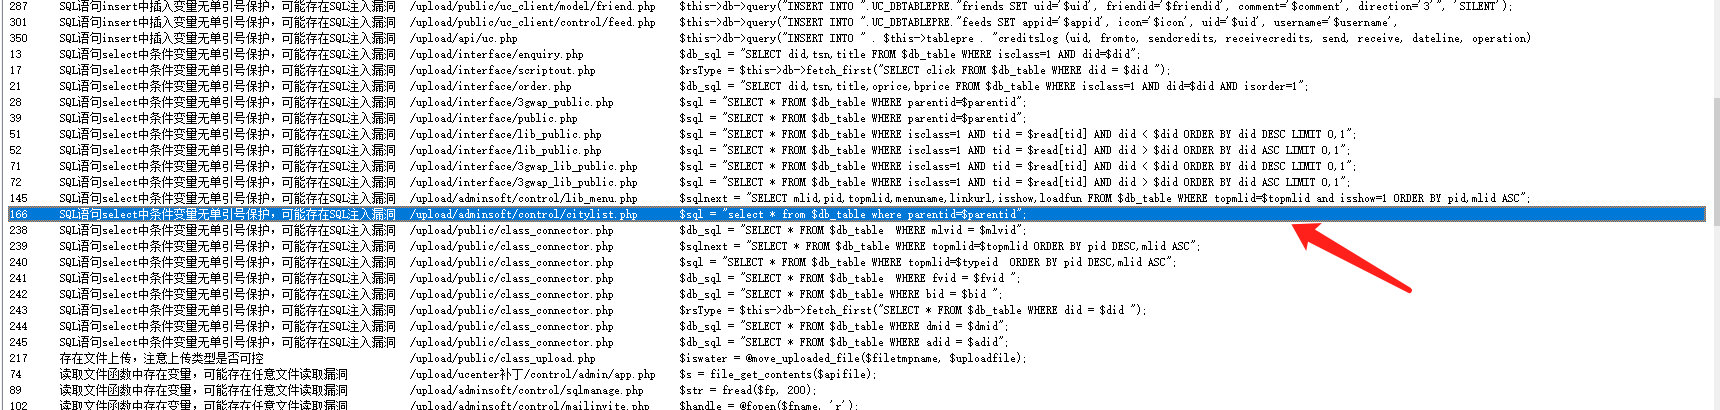 287 SQL语句insert中插入变量无单引号保护，可能存在SQL注入漏洞 /upload/public/uc_client/model/friend.php $this->db->query("INSERT INTO ".UC_DBTABLEPRE."friends SET uid='$uid', friendid='$friendid', comment='$comment', direction='3'", 'SILENT');
301 SQL语句insert中插入变量无单引号保护，可能存在SQL注入漏洞 /upload/public/uc_client/control/feed.php $this->db->query("INSERT INTO ".UC_DBTABLEPRE."feeds SET appid='$appid', icon='$icon', uid='$uid', username='$username',
350 SQL语句insert中插入变量无单引号保护，可能存在SQL注入漏洞 /upload/api/uc.php $this->db->query("INSERT INTO " . $this->tablepre . "creditslog (uid, fromto, sendcredits, receivecredits, send, receive, dateline, operation)
13 SQL语句select中条件变量无单引号保护，可能存在SQL注入漏洞 /upload/interface/enquiry.php $db_sql = "SELECT did,tsn,title FROM $db_table WHERE isclass=1 AND did=$did";
17 SQL语句select中条件变量无单引号保护，可能存在SQL注入漏洞 /upload/interface/scriptout.php $rsType = $this->db->fetch_first("SELECT click FROM $db_table WHERE did = $did ");
21 SQL语句select中条件变量无单引号保护，可能存在SQL注入漏洞 /upload/interface/order.php $db_sql = "SELECT did,tsn,title,oprice,bprice FROM $db_table WHERE isclass=1 AND did=$did AND isorder=1";
28 SQL语句select中条件变量无单引号保护，可能存在SQL注入漏洞 /upload/interface/3gwap_public.php $sql = "SELECT * FROM $db_table WHERE parentid=$parentid";
39 SQL语句select中条件变量无单引号保护，可能存在SQL注入漏洞 /upload/interface/public.php $sql = "SELECT * FROM $db_table WHERE parentid=$parentid";
51 SQL语句select中条件变量无单引号保护，可能存在SQL注入漏洞 /upload/interface/lib_public.php $sql = "SELECT * FROM $db_table WHERE isclass=1 AND tid = $read[tid] AND did < $did ORDER BY did DESC LIMIT 0,1";
52 SQL语句select中条件变量无单引号保护，可能存在SQL注入漏洞 /upload/interface/lib_public.php $sql = "SELECT * FROM $db_table WHERE isclass=1 AND tid = $read[tid] AND did > $did ORDER BY did ASC LIMIT 0,1";
71 SQL语句select中条件变量无单引号保护，可能存在SQL注入漏洞 /upload/interface/3gwap_lib_public.php $sql = "SELECT * FROM $db_table WHERE isclass=1 AND tid = $read[tid] AND did < $did ORDER BY did DESC LIMIT 0,1";
72 SQL语句select中条件变量无单引号保护，可能存在SQL注入漏洞 /upload/interface/3gwap_lib_public.php $sql = "SELECT * FROM $db_table WHERE isclass=1 AND tid = $read[tid] AND did > $did ORDER BY did ASC LIMIT 0,1";
145 SQL语句select中条件变量无单引号保护，可能存在SQL注入漏洞 /upload/adminsoft/control/lib_menu.php $sqlnext = "SELECT mlid,pid,topmlid,menuname,linkurl,isshow,loadfun FROM $db_table WHERE topmlid=$topmlid and isshow=1 ORDER BY pid,mlid ASC";
166 SQL语句select中条件变量无单引号保护，可能存在SQL注入漏洞 /upload/adminsoft/control/citylist.php $sql = "select * from $db_table where parentid=$parentid";
238 SQL语句select中条件变量无单引号保护，可能存在SQL注入漏洞 /upload/public/class_connector.php $db_sql = "SELECT * FROM $db_table  WHERE mlvid = $mlvid";
239 SQL语句select中条件变量无单引号保护，可能存在SQL注入漏洞 /upload/public/class_connector.php $sqlnext = "SELECT * FROM $db_table WHERE topmlid=$topmlid ORDER BY pid DESC,mlid ASC";
240 SQL语句select中条件变量无单引号保护，可能存在SQL注入漏洞 /upload/public/class_connector.php $sql = "SELECT * FROM $db_table WHERE topmlid=$typeid  ORDER BY pid DESC,mlid ASC";
241 SQL语句select中条件变量无单引号保护，可能存在SQL注入漏洞 /upload/public/class_connector.php $db_sql = "SELECT * FROM $db_table  WHERE fvid = $fvid ";
242 SQL语句select中条件变量无单引号保护，可能存在SQL注入漏洞 /upload/public/class_connector.php $db_sql = "SELECT * FROM $db_table WHERE bid = $bid ";
243 SQL语句select中条件变量无单引号保护，可能存在SQL注入漏洞 /upload/public/class_connector.php $rsType = $this->db->fetch_first("SELECT * FROM $db_table WHERE did = $did ");
244 SQL语句select中条件变量无单引号保护，可能存在SQL注入漏洞 /upload/public/class_connector.php $db_sql = "SELECT * FROM $db_table WHERE dmid = $dmid";
245 SQL语句select中条件变量无单引号保护，可能存在SQL注入漏洞 /upload/public/class_connector.php $db_sql = "SELECT * FROM $db_table WHERE adid = $adid";
217 存在文件上传，注意上传类型是否可控 /upload/public/class_upload.php $iswater = @move_uploaded_file($filetmpname, $uploadfile);
74 读取文件函数中存在变量，可能存在任意文件读取漏洞 /upload/ucenter补丁/control/admin/app.php $s = file_get_contents($apifile);
89 读取文件函数中存在变量，可能存在任意文件读取漏洞 /upload/adminsoft/control/sqlmanage.php $str = fread($fp, 200);
102 读取文件函数中存在变量，可能存在任意文件读取漏洞 /upload/adminsoft/control/mailinvite.php $handle = @fopen($fname, 'r');